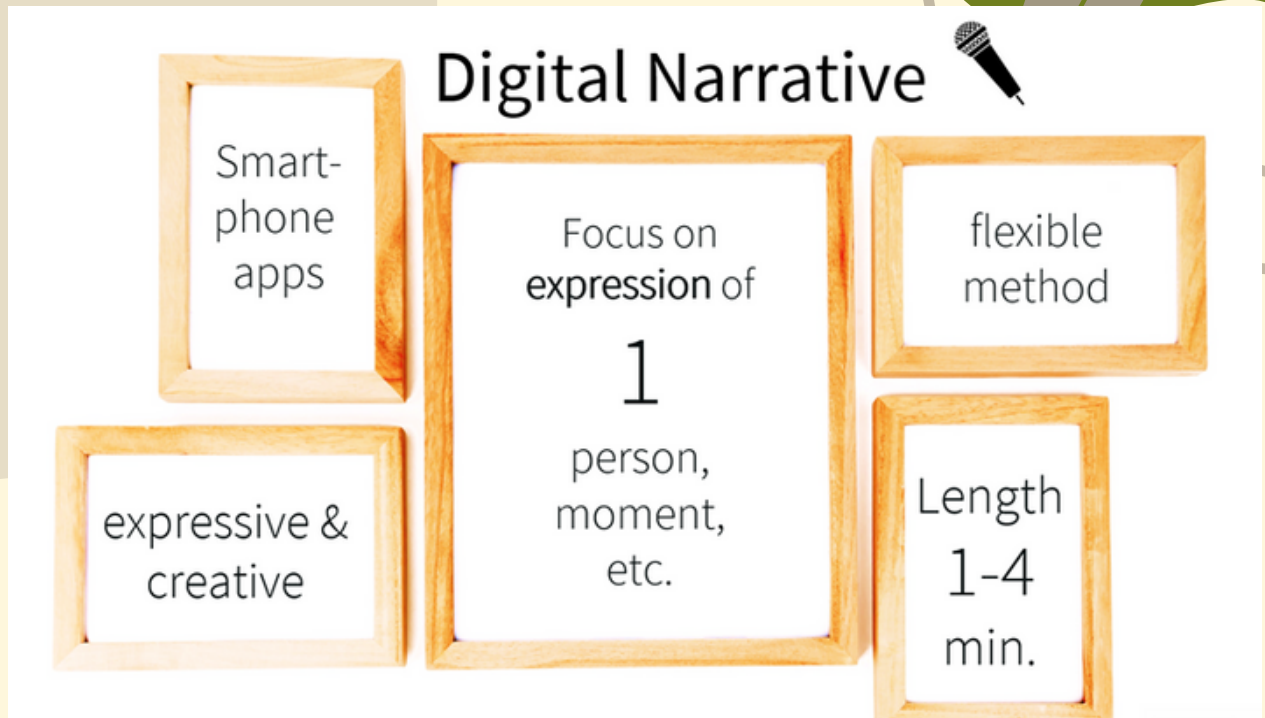 Digital Narrative
Smart-
phone
apps
Focus on
expression of
1
person,
moment,
etc.
flexible
method
expressive &
creative
Length
1-4
min.